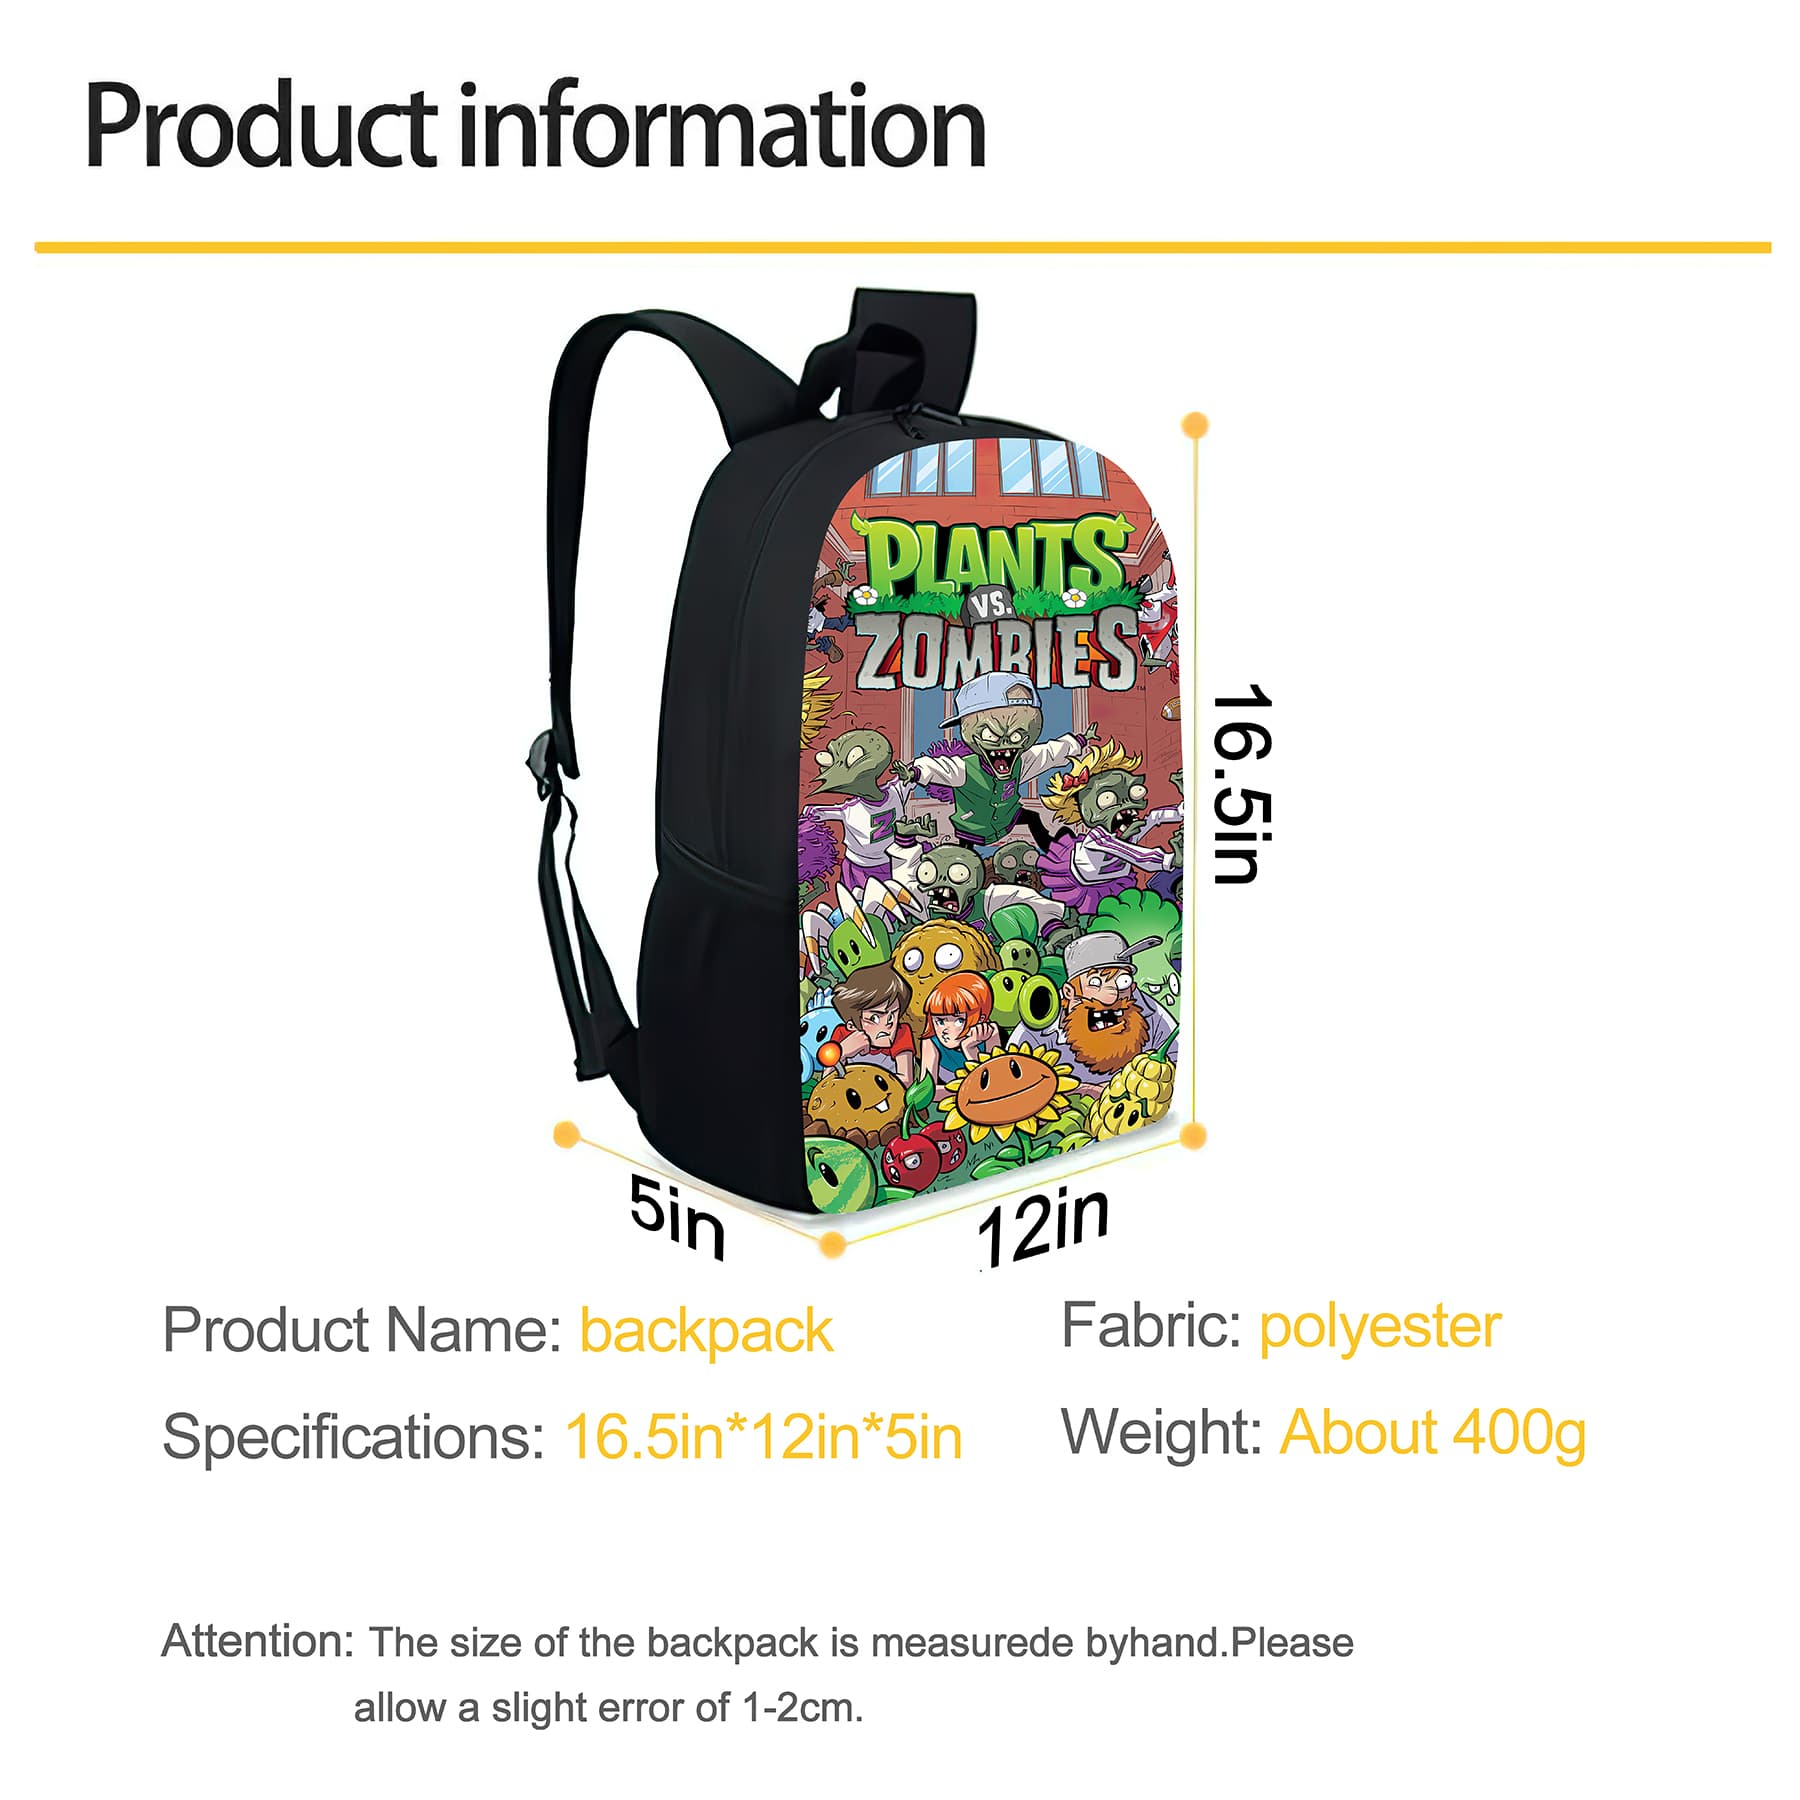 Product information
PLANTS
VS.
ZOMBIES
TM
Z
Z
16.5in
5in
12in
Product Name: backpack
Fabric: polyester
Specifications: 16.5in*12in*5in
Weight: About 400g
Attention: The size of the backpack is measurede byhand.Please
allow a slight error of 1-2cm.